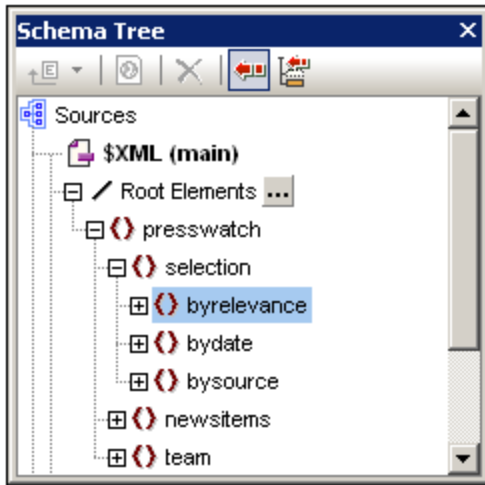 Schema Tree
E
Sources
$XML (main)
Root Elements ...
presswatch
selection
byrelevance
bydate
bysource
newsitems
team